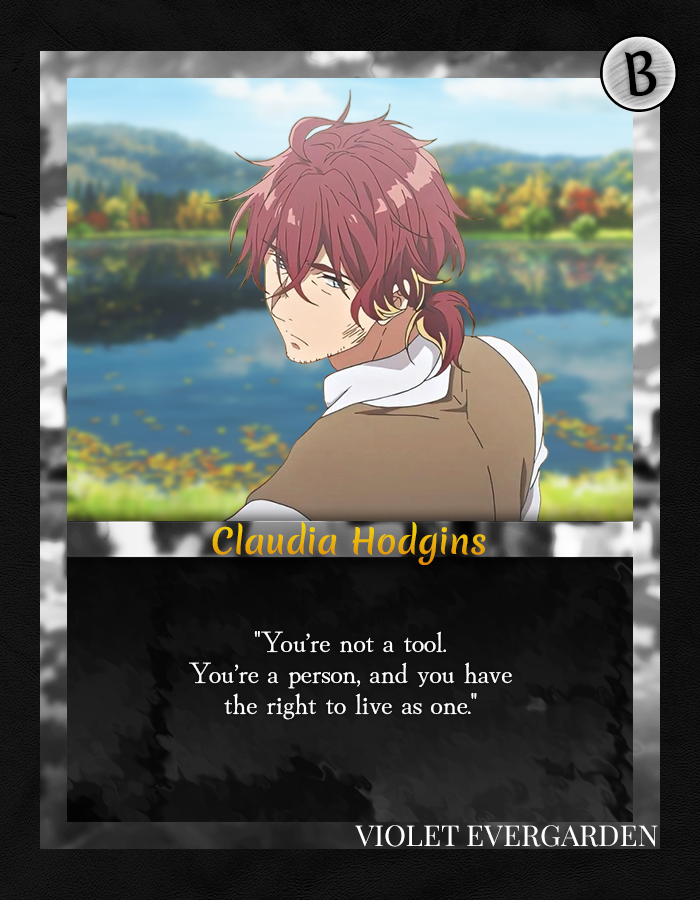 B
Claudia Hodgins
"You're not a tool.
You're a person, and you have
the right to live as one."
VIOLET EVERGARDEN